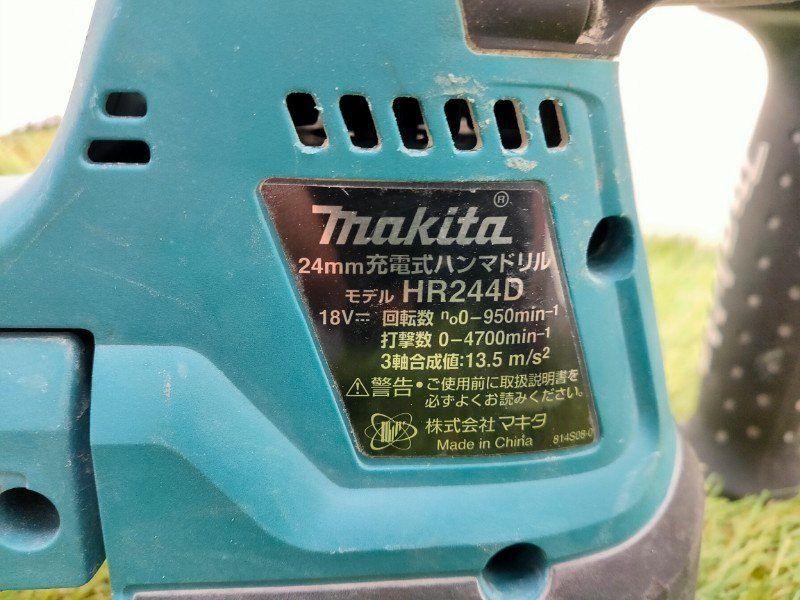 makita ®
24mm充電式ハンマドリル
モデル HR244D
18V⎓ 回転数 n₀0-950min⁻¹
打撃数 0-4700min⁻¹
3軸合成値:13.5 m/s²
⚠警告・ご使用前に取扱説明書を
必ずよくお読みください。
株式会社 マキタ
Made in China 814S08-0